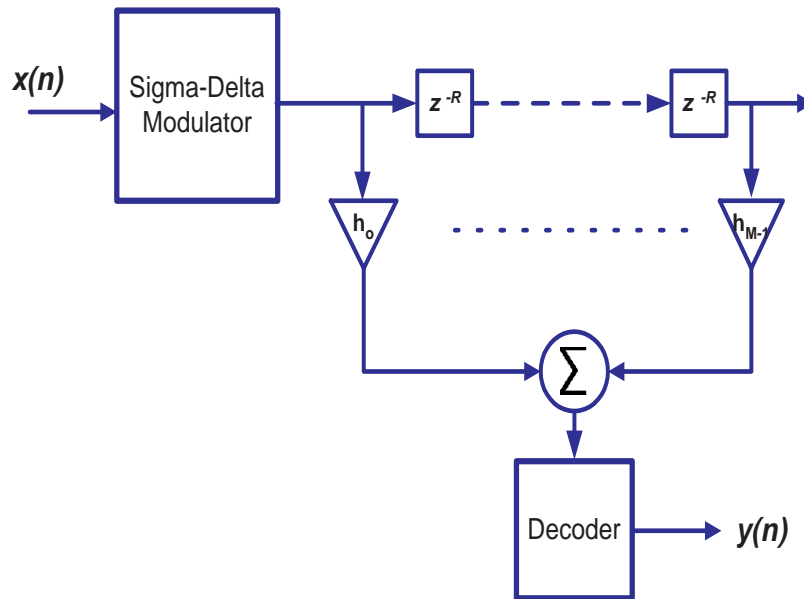 x(n)
Sigma-Delta
Modulator
z -R
z -R
ho
hM-1
Σ
Decoder
y(n)